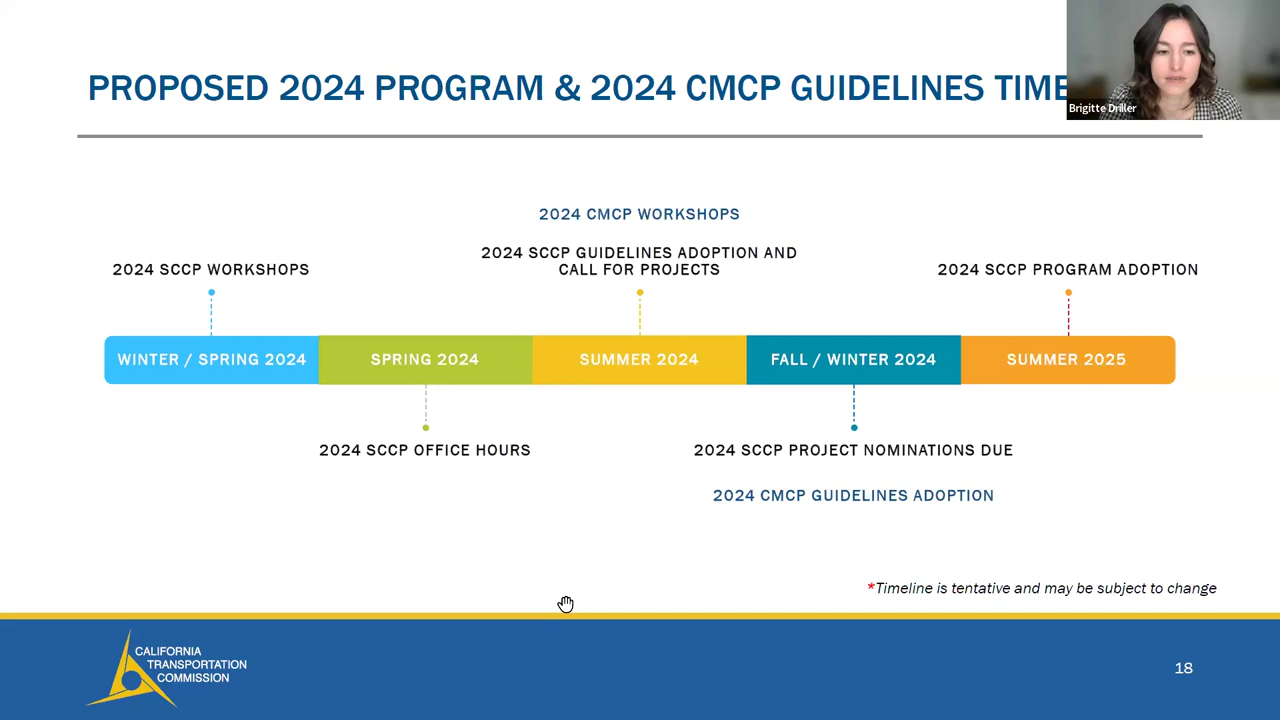 PROPOSED 2024 PROGRAM & 2024 CMCP GUIDELINES TIME
Brigitte Driller
2024 CMCP WORKSHOPS
2024 SCCP WORKSHOPS
2024 SCCP GUIDELINES ADOPTION AND
CALL FOR PROJECTS
2024 SCCP PROGRAM ADOPTION
WINTER / SPRING 2024
SPRING 2024
SUMMER 2024
FALL / WINTER 2024
SUMMER 2025
2024 SCCP OFFICE HOURS
2024 SCCP PROJECT NOMINATIONS DUE
2024 CMCP GUIDELINES ADOPTION
*Timeline is tentative and may be subject to change
CALIFORNIA
TRANSPORTATION
COMMISSION
18